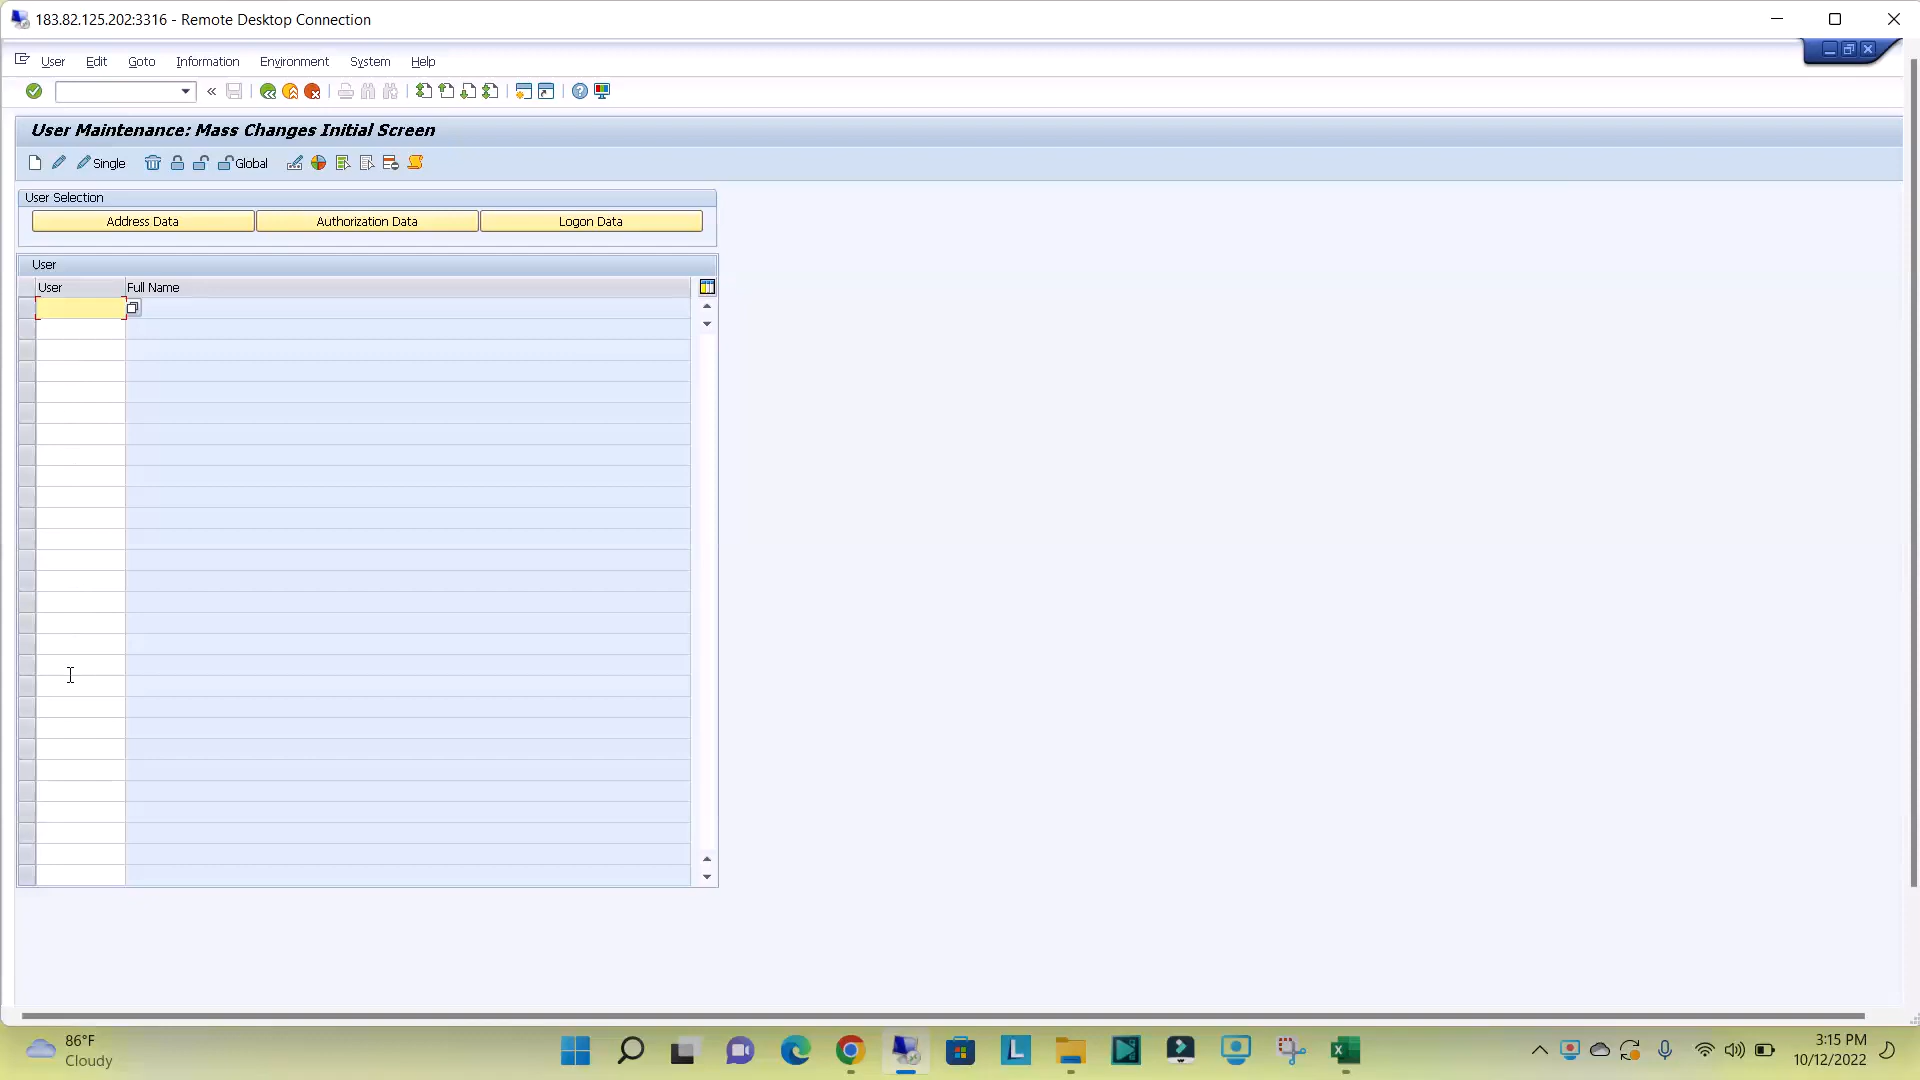 183.82.125.202:3316 - Remote Desktop Connection
User Edit Goto Information Environment System Help
User Maintenance: Mass Changes Initial Screen
Single Global
User Selection
Address Data Authorization Data Logon Data
User
User Full Name
86°F
Cloudy
3:15 PM
10/12/2022